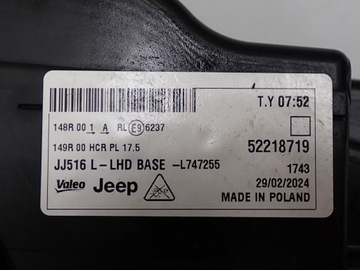 T.Y 07:52
148R 00 1 A RL E9 6237
149R 00 HCR PL 17.5
52218719
JJ516 L-LHD BASE -L747255
1743
29/02/2024
Valeo Jeep
MADE IN POLAND